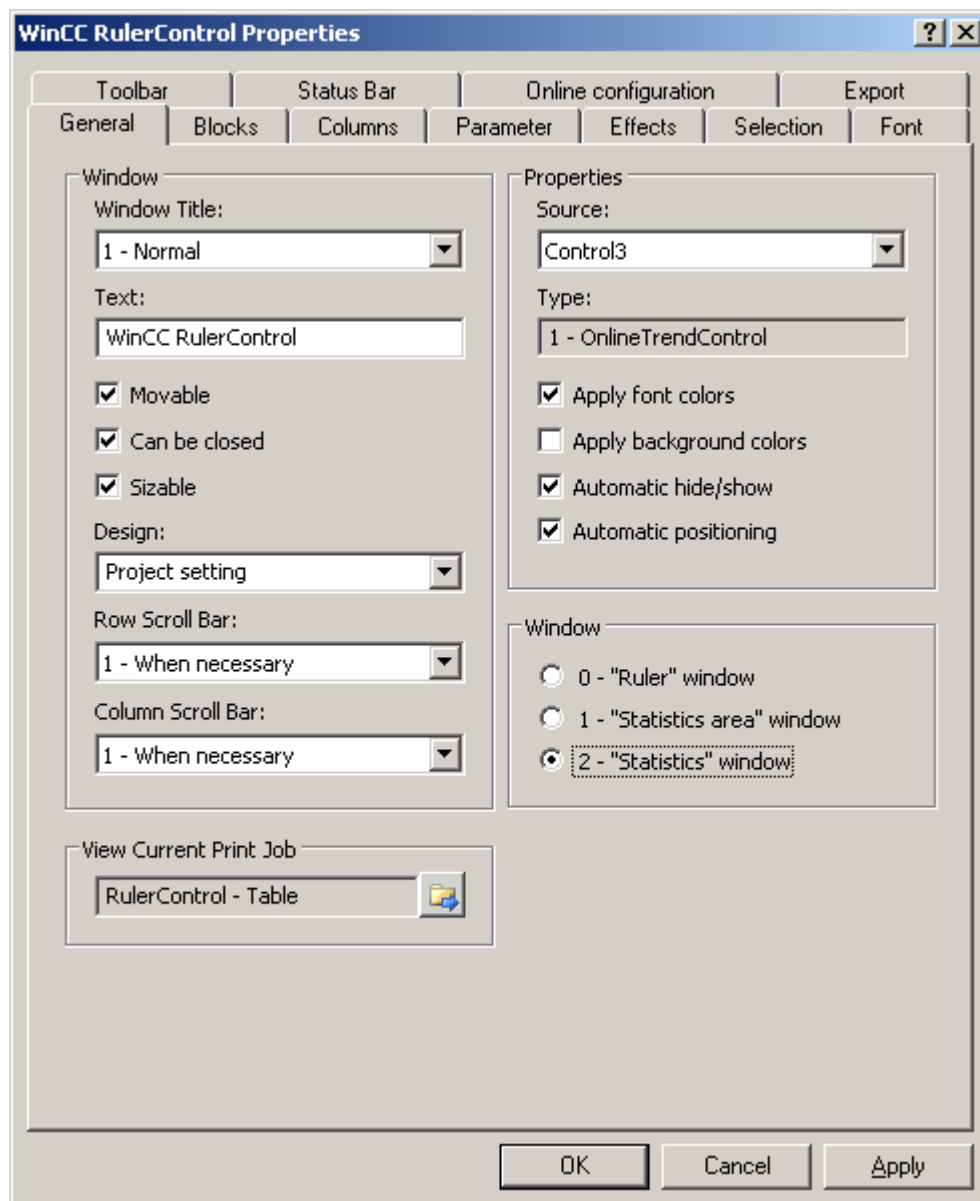 WinCC RulerControl Properties
Toolbar Status Bar Online configuration Export
General Blocks Columns Parameter Effects Selection Font
Window
Window Title:
1 - Normal
Text:
WinCC RulerControl
Movable
Can be closed
Sizable
Design:
Project setting
Row Scroll Bar:
1 - When necessary
Column Scroll Bar:
1 - When necessary
View Current Print Job
RulerControl - Table
Properties
Source:
Control3
Type:
1 - OnlineTrendControl
Apply font colors
Apply background colors
Automatic hide/show
Automatic positioning
Window
0 - "Ruler" window
1 - "Statistics area" window
2 - "Statistics" window
OK Cancel Apply